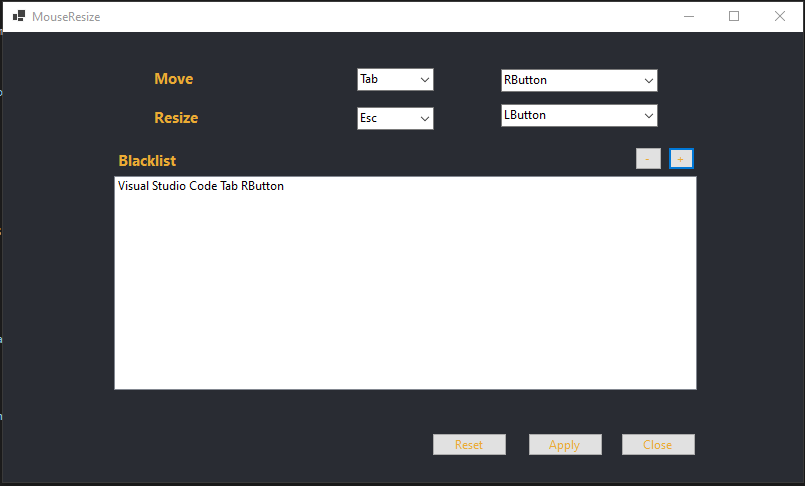 MouseResize
Move Tab RButton
Resize Esc LButton
Blacklist - +
Visual Studio Code Tab RButton
Reset Apply Close